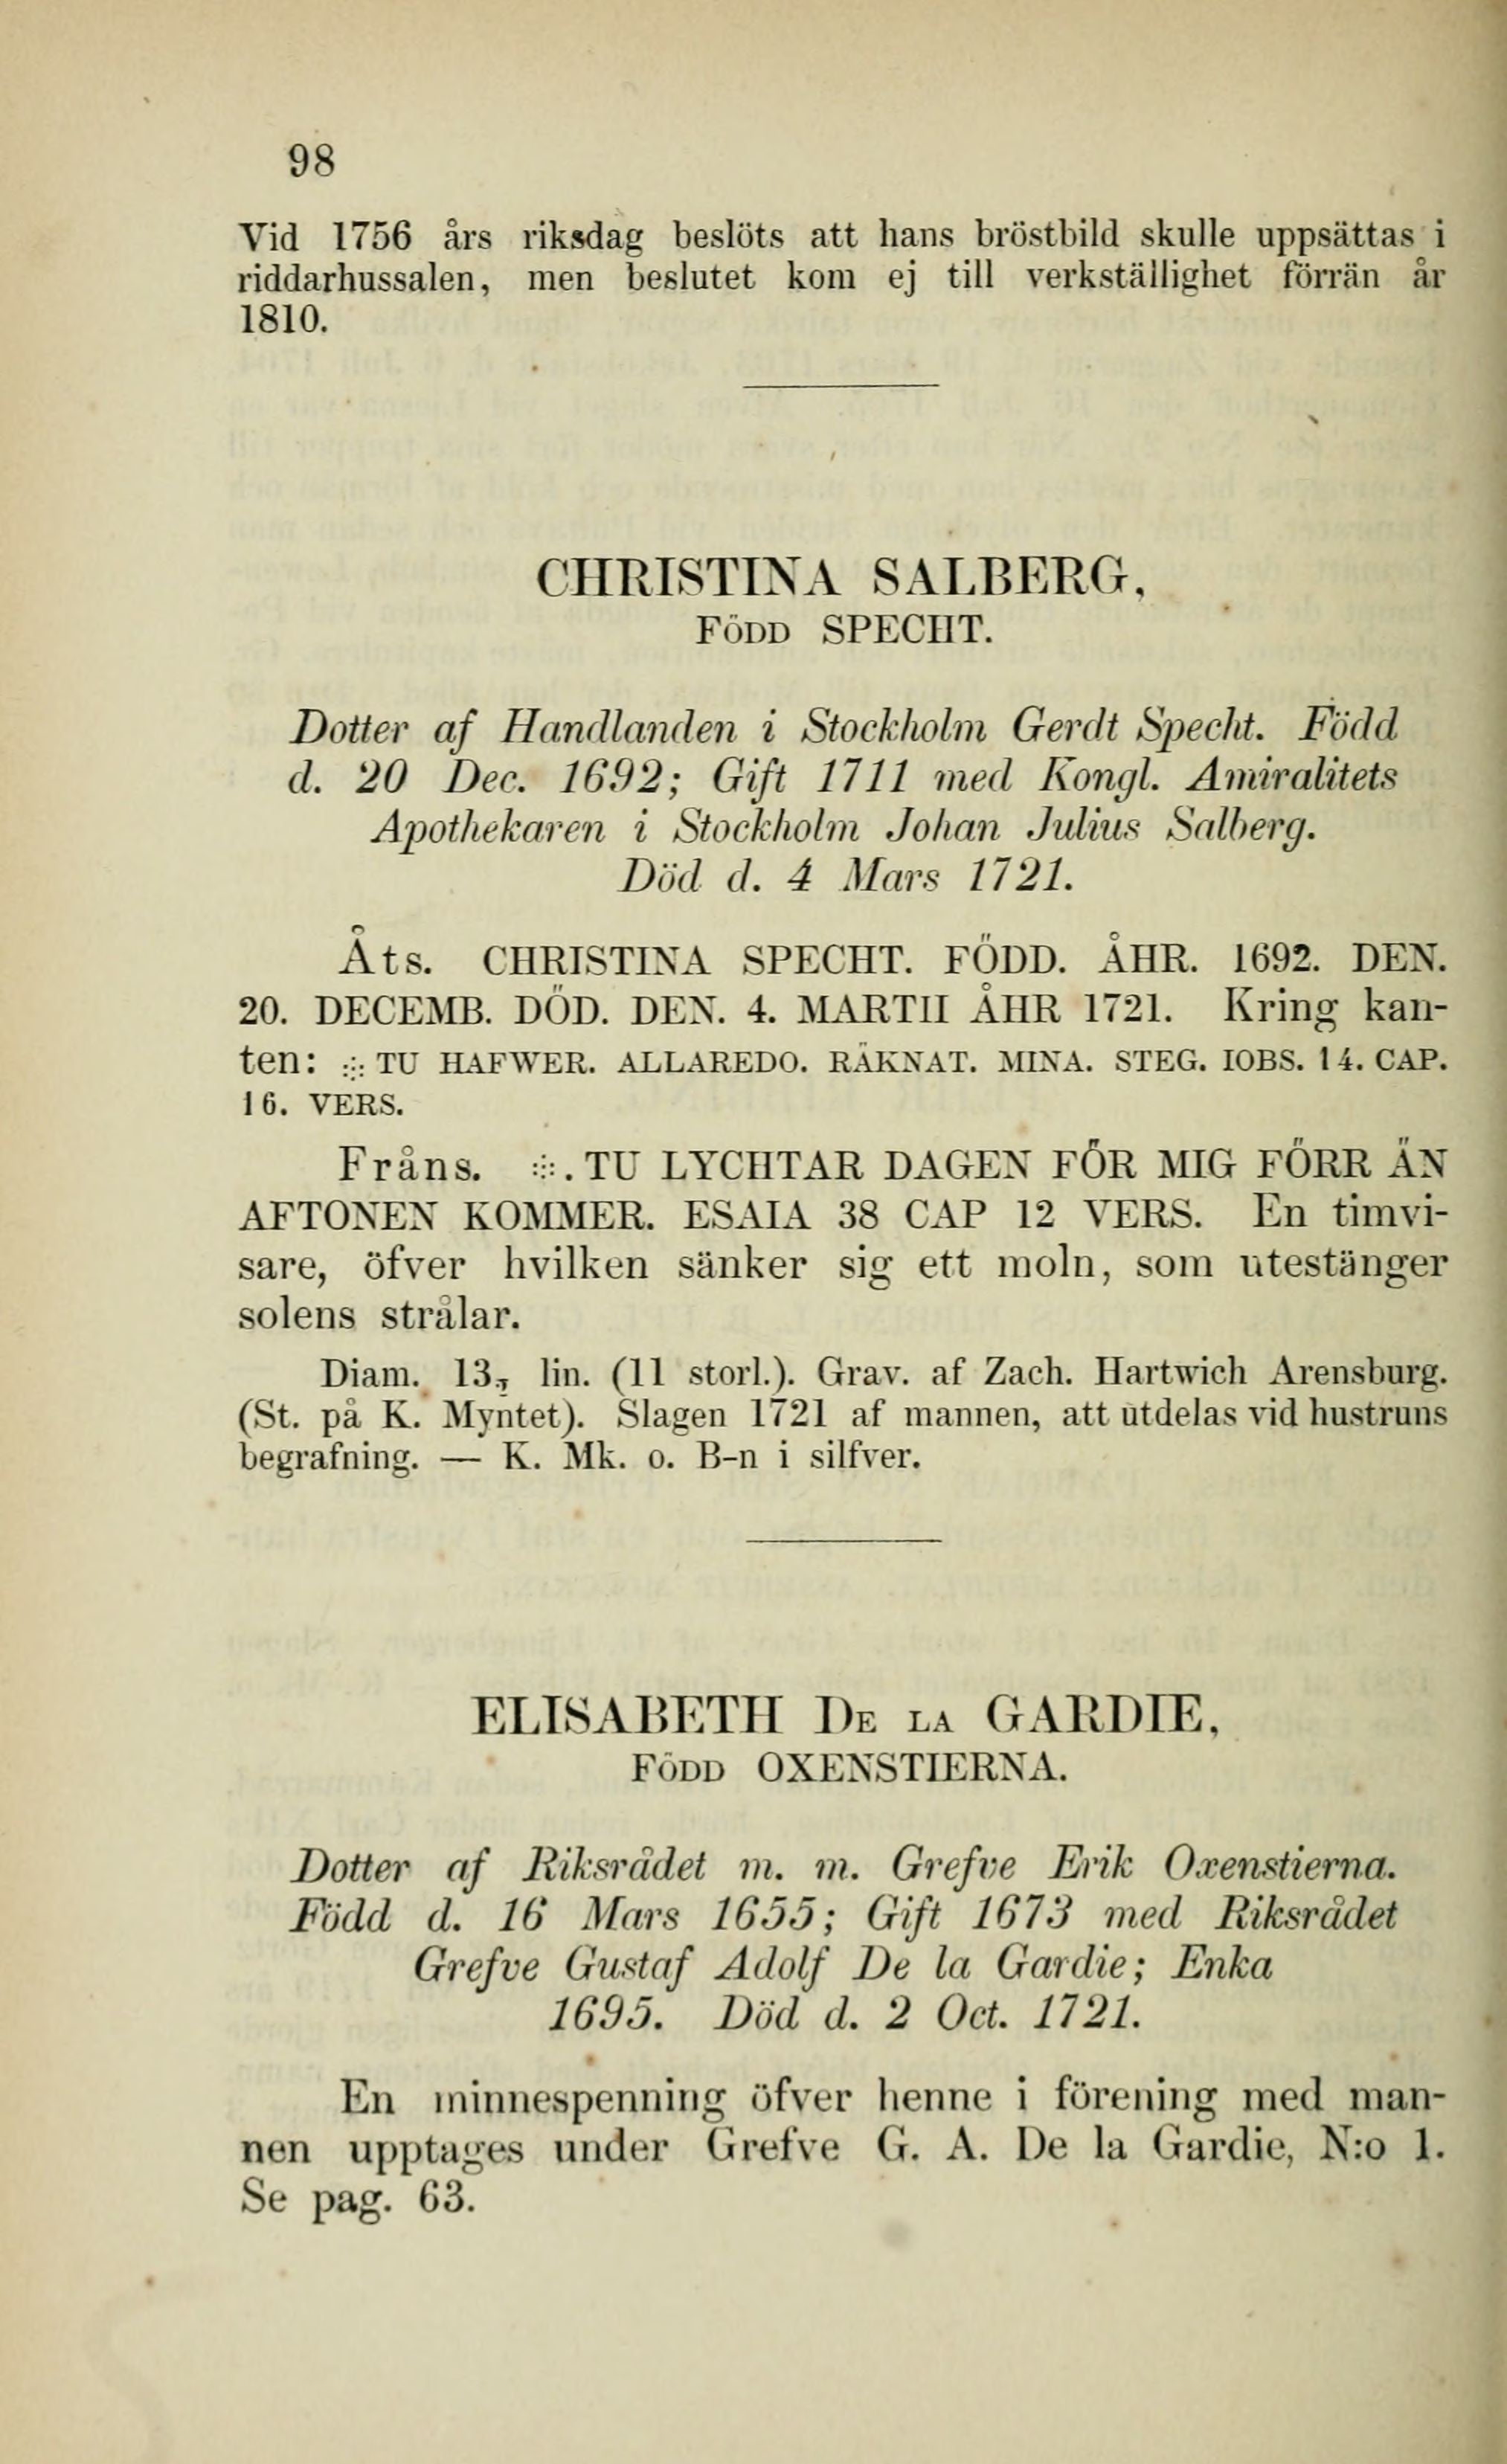 98
Vid 1756 års riksdag beslöts att hans bröstbild skulle uppsättas i
riddarhussalen, men beslutet kom ej till verkställighet förrän år
1810.
CHRISTINA SALBERG,
FÖDD SPECHT.
Dotter af Handlanden i Stockholm Gerdt Specht. Född
d. 20 Dec. 1692; Gift 1711 med Kongl. Amiralitets
Apothekaren i Stockholm Johan Julius Salberg.
Död d. 4 Mars 1721.
Åts. CHRISTINA SPECHT. FÖDD. ÅHR. 1692. DEN.
20. DECEMB. DÖD. DEN. 4. MARTII ÅHR 1721. Kring kan-
ten: ·:·: TU HAFWER. ALLAREDO. RÄKNAT. MINA. STEG. IOBS. 14. CAP.
16. VERS.
Fråns. :·:·. TU LYCHTAR DAGEN FÖR MIG FÖRR ÄN
AFTONEN KOMMER. ESAIA 38 CAP 12 VERS. En timvi-
sare, öfver hvilken sänker sig ett moln, som utestänger
solens strålar.
Diam. 13,7 lin. (11 storl.). Grav. af Zach. Hartwich Arensburg.
(St. på K. Myntet). Slagen 1721 af mannen, att utdelas vid hustruns
begrafning. — K. Mk. o. B-n i silfver.
ELISABETH DE LA GARDIE,
FÖDD OXENSTIERNA.
Dotter af Riksrådet m. m. Grefve Erik Oxenstierna.
Född d. 16 Mars 1655; Gift 1673 med Riksrådet
Grefve Gustaf Adolf De la Gardie; Enka
1695. Död d. 2 Oct. 1721.
En minnespenning öfver henne i förening med man-
nen upptages under Grefve G. A. De la Gardie, N:o 1.
Se pag. 63.